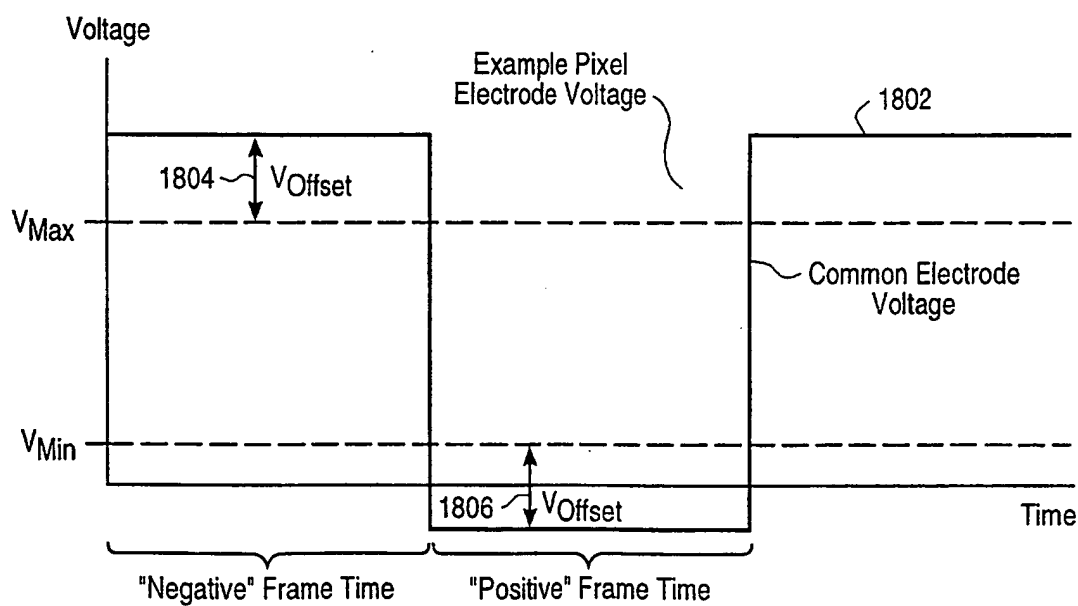 Voltage
Example Pixel
Electrode Voltage
1802
1804
VOffset
VMax
Common Electrode
Voltage
VMin
1806
VOffset
Time
"Negative" Frame Time
"Positive" Frame Time